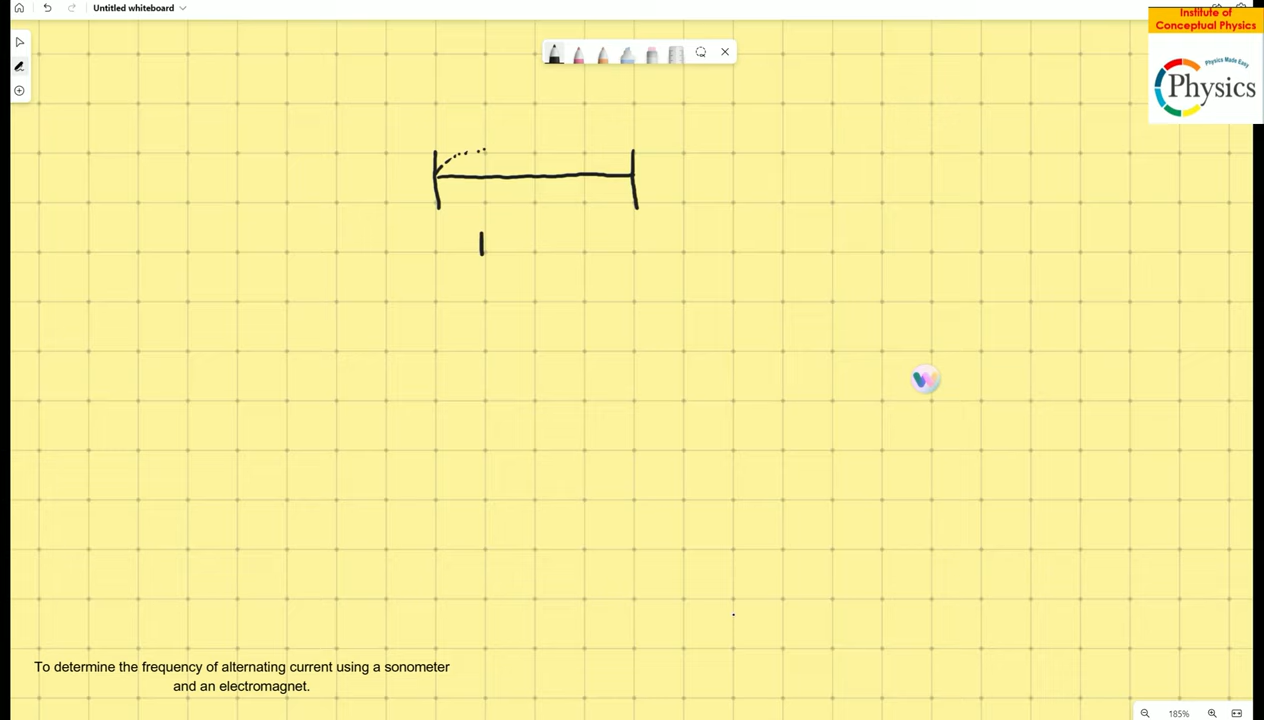 Untitled whiteboard
Institute of
Conceptual Physics
Physics Made Easy
Physics
To determine the frequency of alternating current using a sonometer
and an electromagnet.
185%